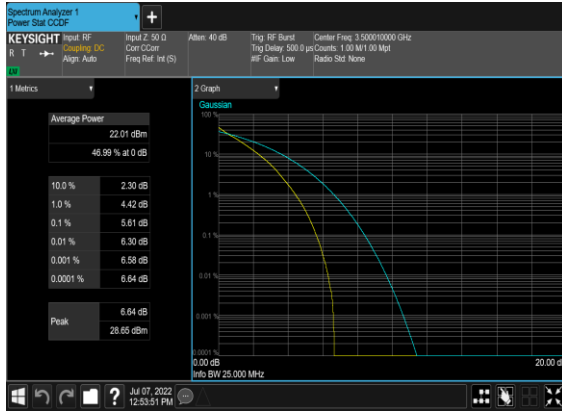 Spectrum Analyzer 1
Power Stat CCDF
+
KEYSIGHT Input: RF Input Z: 50 Ω Atten: 40 dB Trig: RF Burst Center Freq: 3.500010000 GHz
R T Coupling: DC Corr CCorr Trig Delay: 500.0 µs Counts: 1.00 M/1.00 Mpt
Align: Auto Freq Ref: Int (S) #IF Gain: Low Radio Std: None
1 Metrics
2 Graph
Gaussian
Average Power
22.01 dBm
46.99 % at 0 dB
10.0 % 2.30 dB
1.0 % 4.42 dB
0.1 % 5.61 dB
0.01 % 6.30 dB
0.001 % 6.58 dB
0.0001 % 6.64 dB
Peak 6.64 dB
28.65 dBm
100 %
10 %
1 %
0.1 %
0.01 %
0.001 %
0.0001 %
0.00 dB 20.00 d
Info BW 25.000 MHz
? Jul 07, 2022
12:53:51 PM